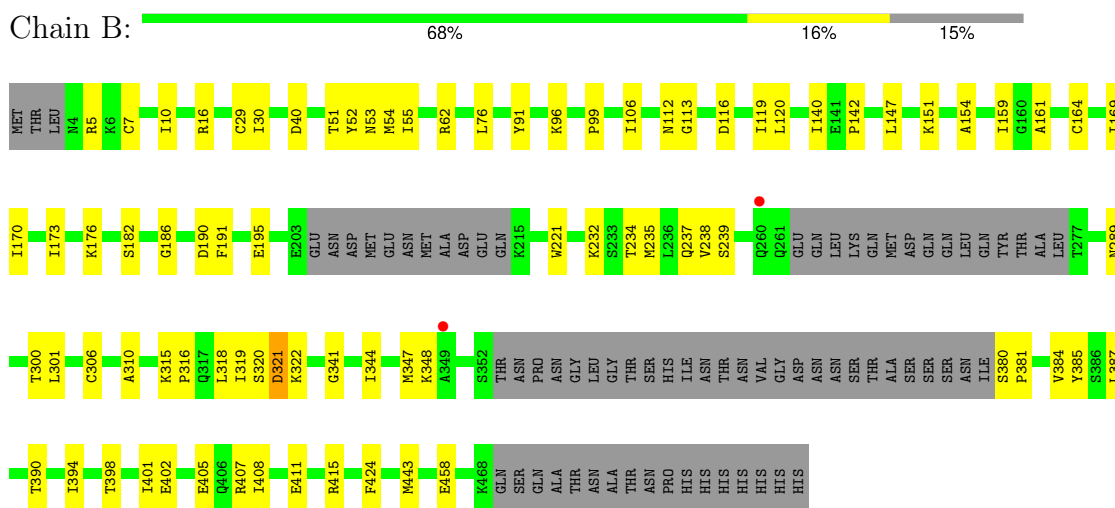 Chain B:
68% 16% 15%
MET THR LEU N4 R5 K6 C7 I10 R16 C29 I30 D40 T51 Y52 N53 M54 I55 R62 L76 Y91 K96 P99 I106 N112 G113 D116 I119 L120 I140 E141 P142 L147 K151 A154 I159 G160 A161 C164
I170 I173 K176 S182 G186 D190 F191 E195 E203 GLU ASN ASP MET GLU ASN MET ALA ASP GLU GLN K215 W221 K232 S233 T234 M235 L236 Q237 V238 S239 Q260 Q261 GLU GLN LEU LYS GLN MET ASP GLN GLN LEU GLN TYR THR ALA LEU T277 N289
T300 L301 C306 A310 K315 P316 Q317 L318 I319 S320 D321 K322 G341 I344 M347 K348 A349 S352 THR ASN PRO ASN GLY LEU GLY THR SER HIS ILE ASN THR ASN VAL GLY ASP ASN ASN SER THR ALA SER SER SER ASN ILE S380 P381 V384 Y385 S386 L387
T390 I394 T398 I401 E402 E405 Q406 R407 I408 E411 R415 F424 M443 E458 K468 GLN SER GLN ALA THR ASN ALA THR ASN PRO HIS HIS HIS HIS HIS HIS HIS